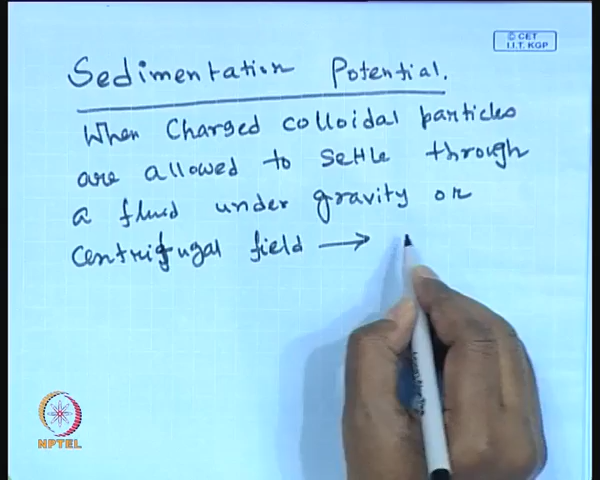 © CET
I.I.T. KGP
Sedimentation Potential.
When Charged colloidal particles
are allowed to settle through
a fluid under gravity or
Centrifugal field →
NPTEL